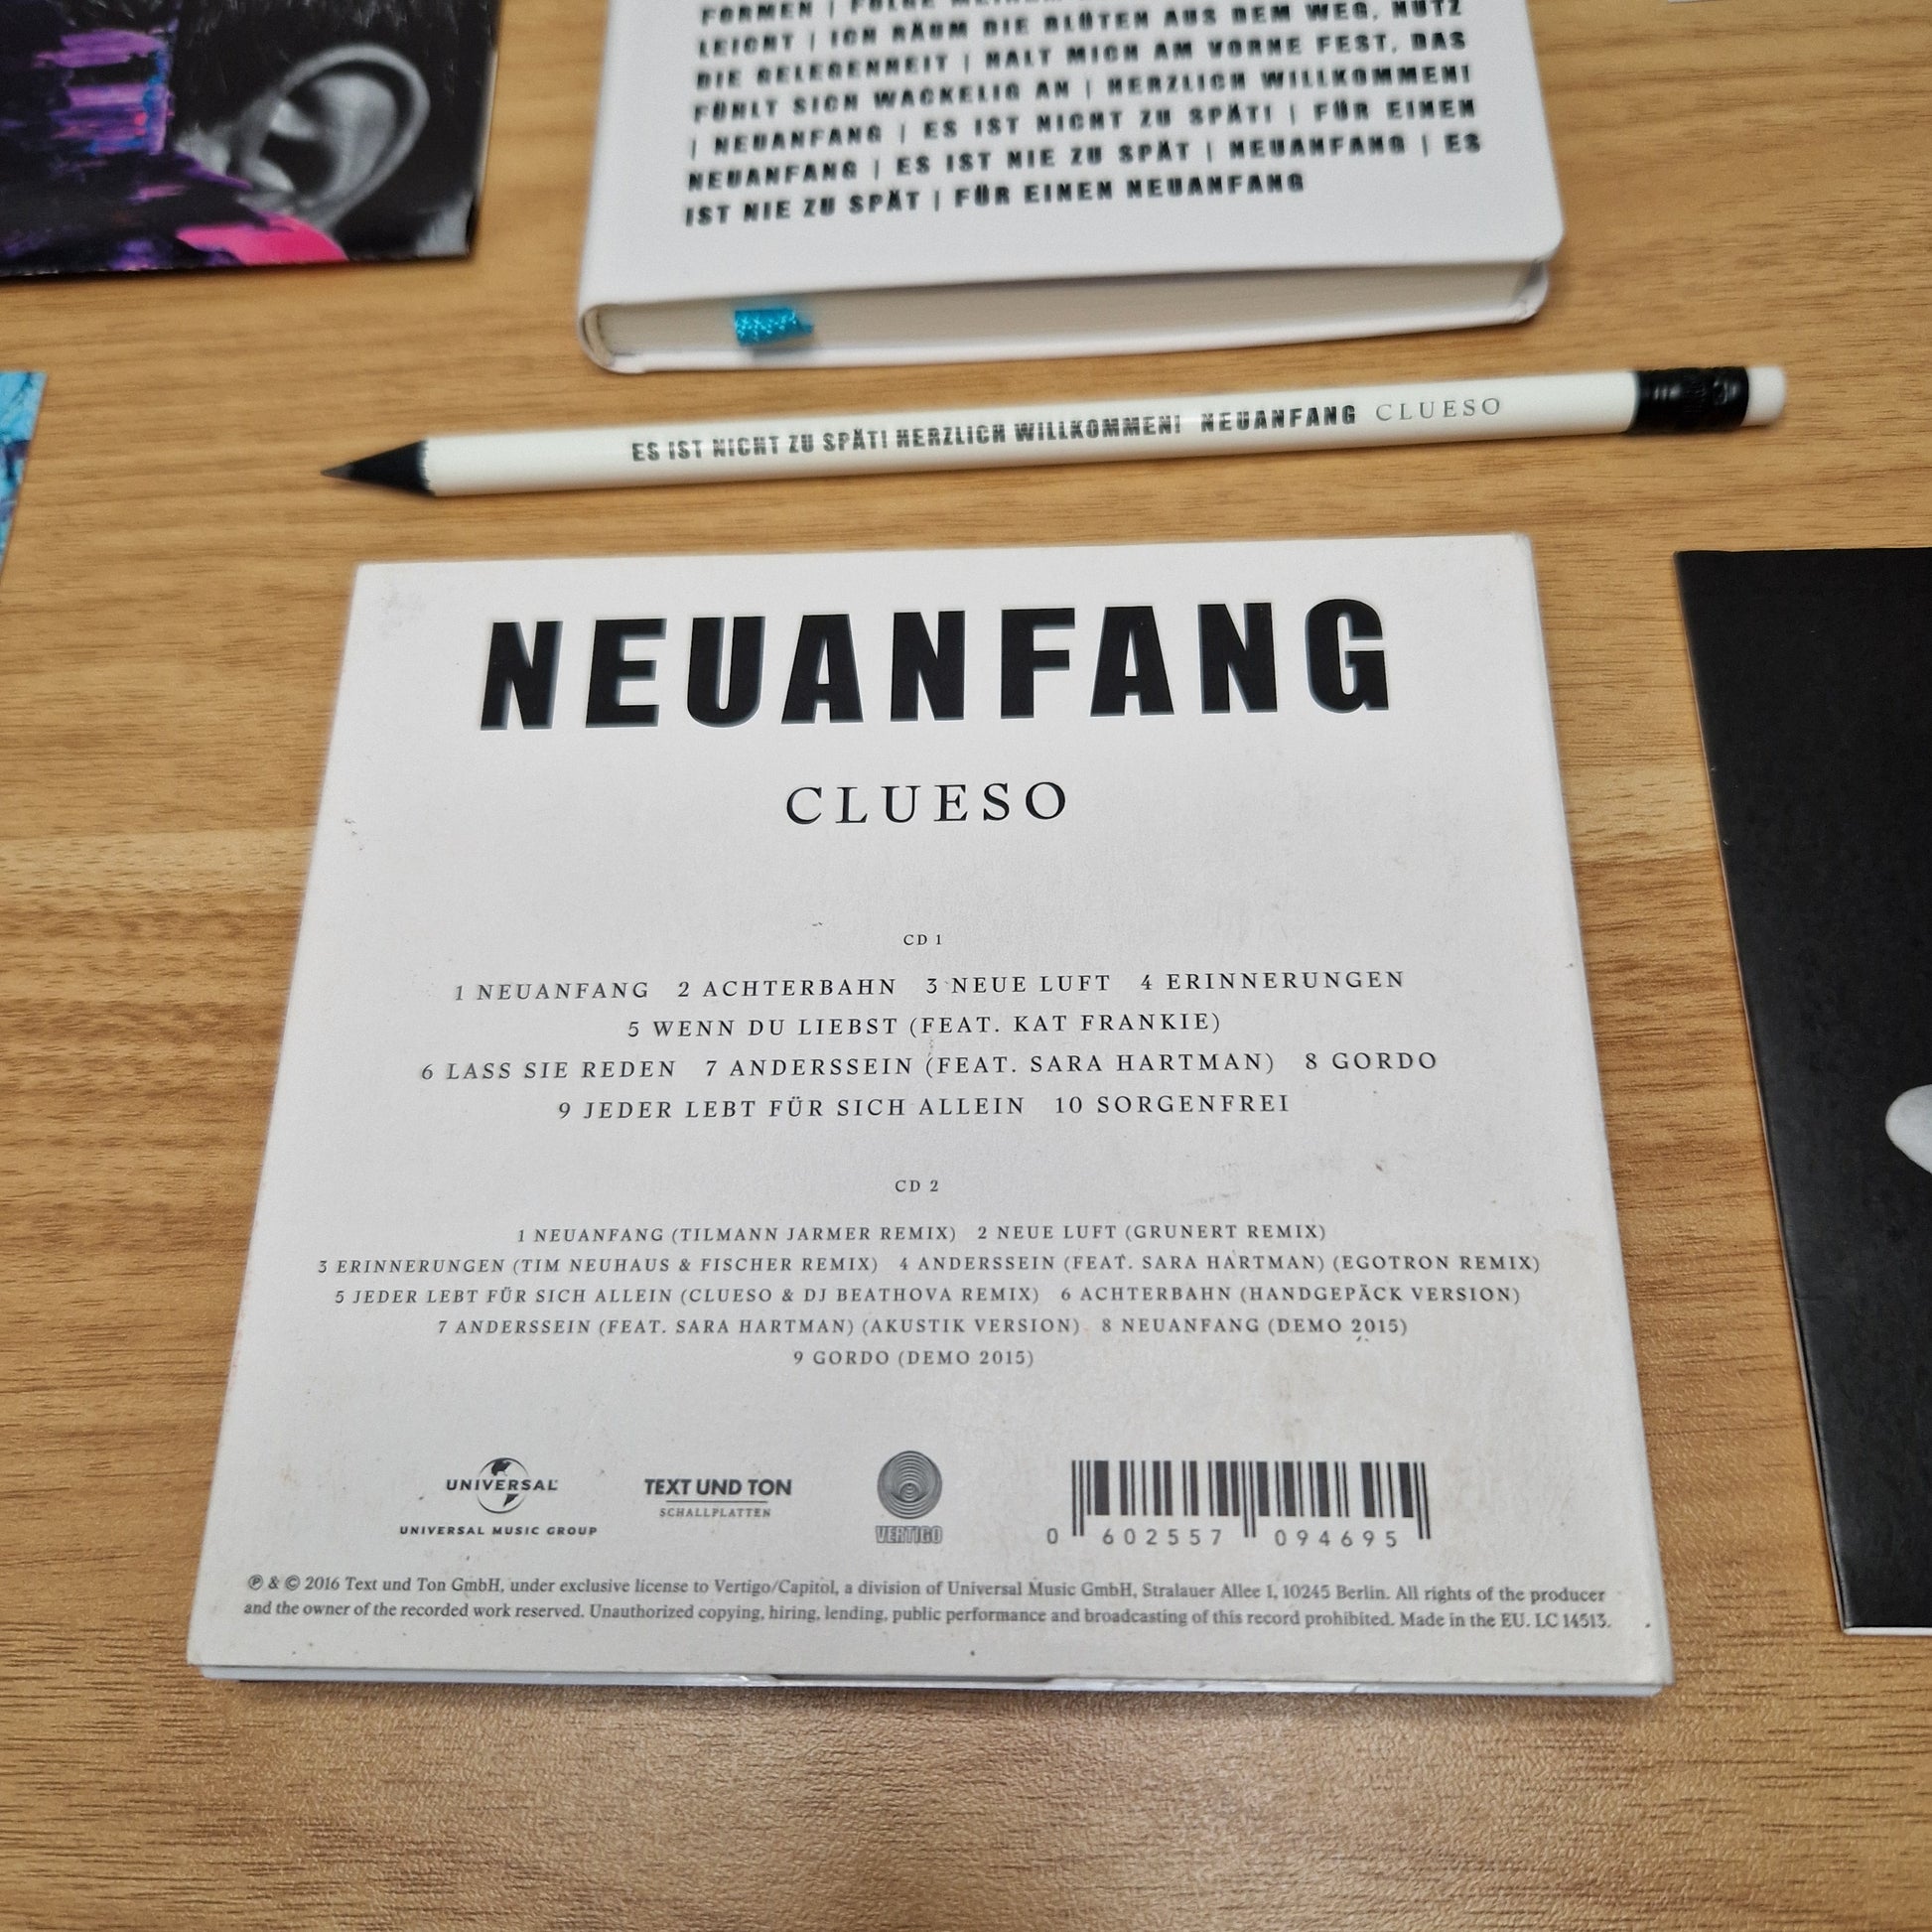 FORMEN | FOLGE
LEICHT | ICH RÄUM DIE BLÜTEN AUS DEM WEG, NUTZ
DIE GELEGENHEIT | HALT MICH AM VORNE FEST, DAS
FÜHLT SICH WACKELIG AN | HERZLICH WILLKOMMEN!
| NEUANFANG | ES IST NICHT ZU SPÄT! | FÜR EINEN
NEUANFANG | ES IST NIE ZU SPÄT | NEUANFANG | ES
IST NIE ZU SPÄT | FÜR EINEN NEUANFANG
ES IST NICHT ZU SPÄT! HERZLICH WILLKOMMEN! NEUANFANG CLUESO
NEUANFANG
CLUESO
CD 1
1 NEUANFANG 2 ACHTERBAHN 3 NEUE LUFT 4 ERINNERUNGEN
5 WENN DU LIEBST (FEAT. KAT FRANKIE)
6 LASS SIE REDEN 7 ANDERSSEIN (FEAT. SARA HARTMAN) 8 GORDO
9 JEDER LEBT FÜR SICH ALLEIN 10 SORGENFREI
CD 2
1 NEUANFANG (TILMANN JARMER REMIX) 2 NEUE LUFT (GRUNERT REMIX)
3 ERINNERUNGEN (TIM NEUHAUS & FISCHER REMIX) 4 ANDERSSEIN (FEAT. SARA HARTMAN) (EGOTRON REMIX)
5 JEDER LEBT FÜR SICH ALLEIN (CLUESO & DJ BEATHOVA REMIX) 6 ACHTERBAHN (HANDGEPÄCK VERSION)
7 ANDERSSEIN (FEAT. SARA HARTMAN) (AKUSTIK VERSION) 8 NEUANFANG (DEMO 2015)
9 GORDO (DEMO 2015)
UNIVERSAL
UNIVERSAL MUSIC GROUP
TEXT UND TON
SCHALLPLATTEN
VERTIGO
0 602557 094695
℗ & © 2016 Text und Ton GmbH, under exclusive license to Vertigo/Capitol, a division of Universal Music GmbH, Stralauer Allee 1, 10245 Berlin. All rights of the producer
and the owner of the recorded work reserved. Unauthorized copying, hiring, lending, public performance and broadcasting of this record prohibited. Made in the EU. LC 14513.